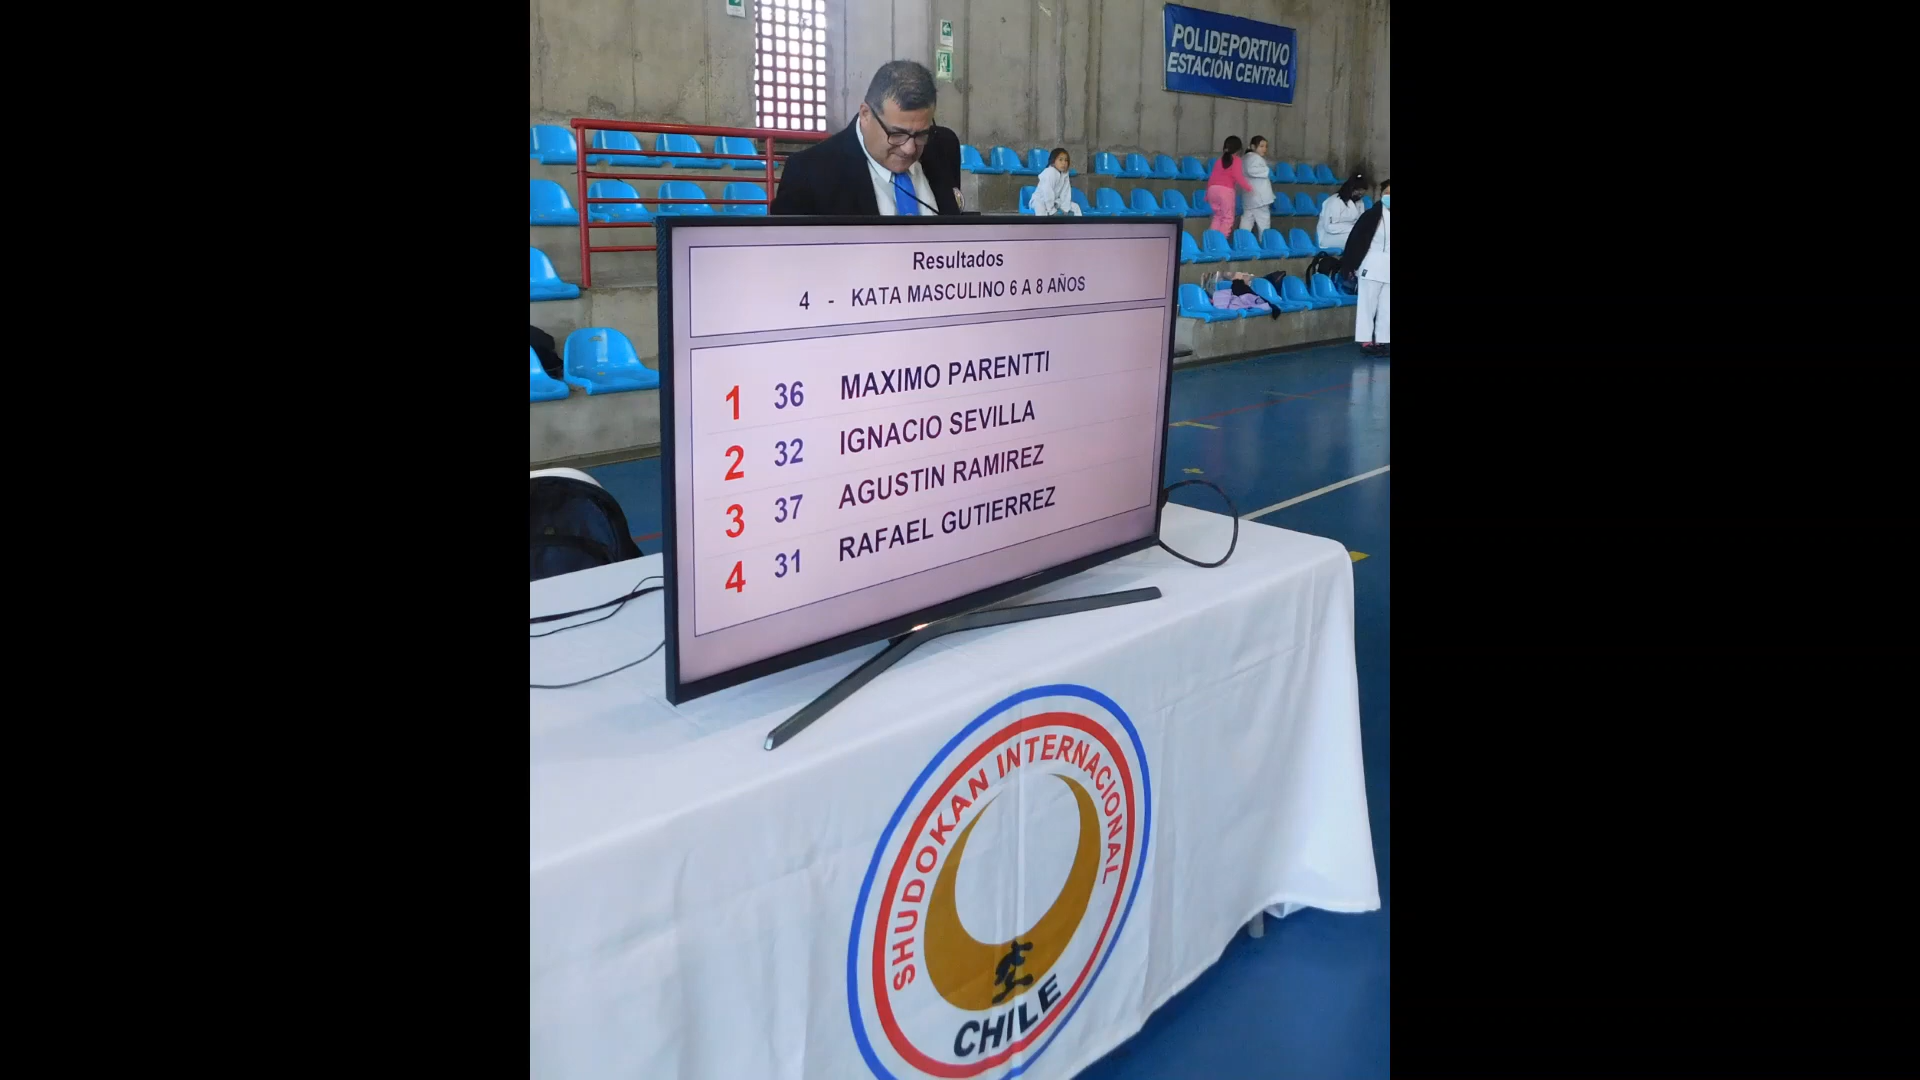 POLIDEPORTIVO
ESTACIÓN CENTRAL
Resultados
4 - KATA MASCULINO 6 A 8 AÑOS
1 36 MAXIMO PARENTTI
2 32 IGNACIO SEVILLA
3 37 AGUSTIN RAMIREZ
4 31 RAFAEL GUTIERREZ
SHUDOKAN INTERNACIONAL
CHILE